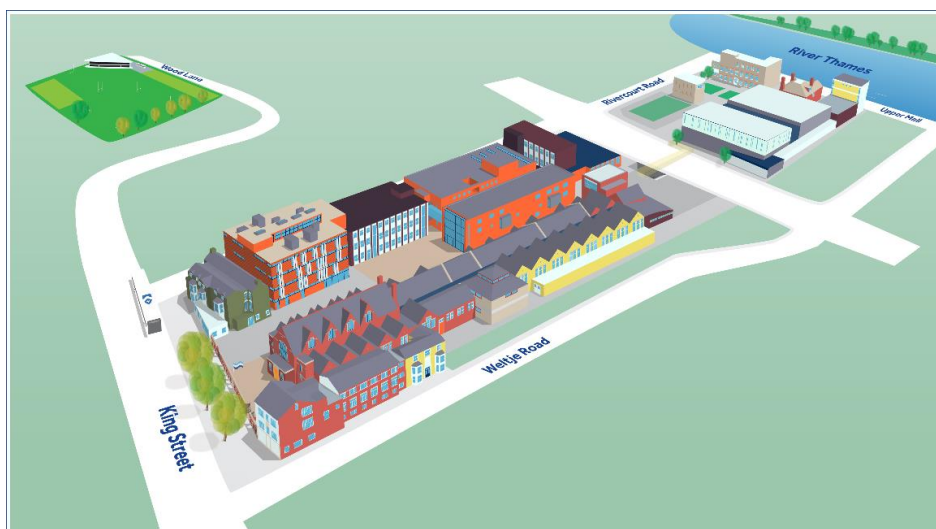 Wood Lane
River Thames
Rivercourt Road
Upper Mall
Weltje Road
King Street